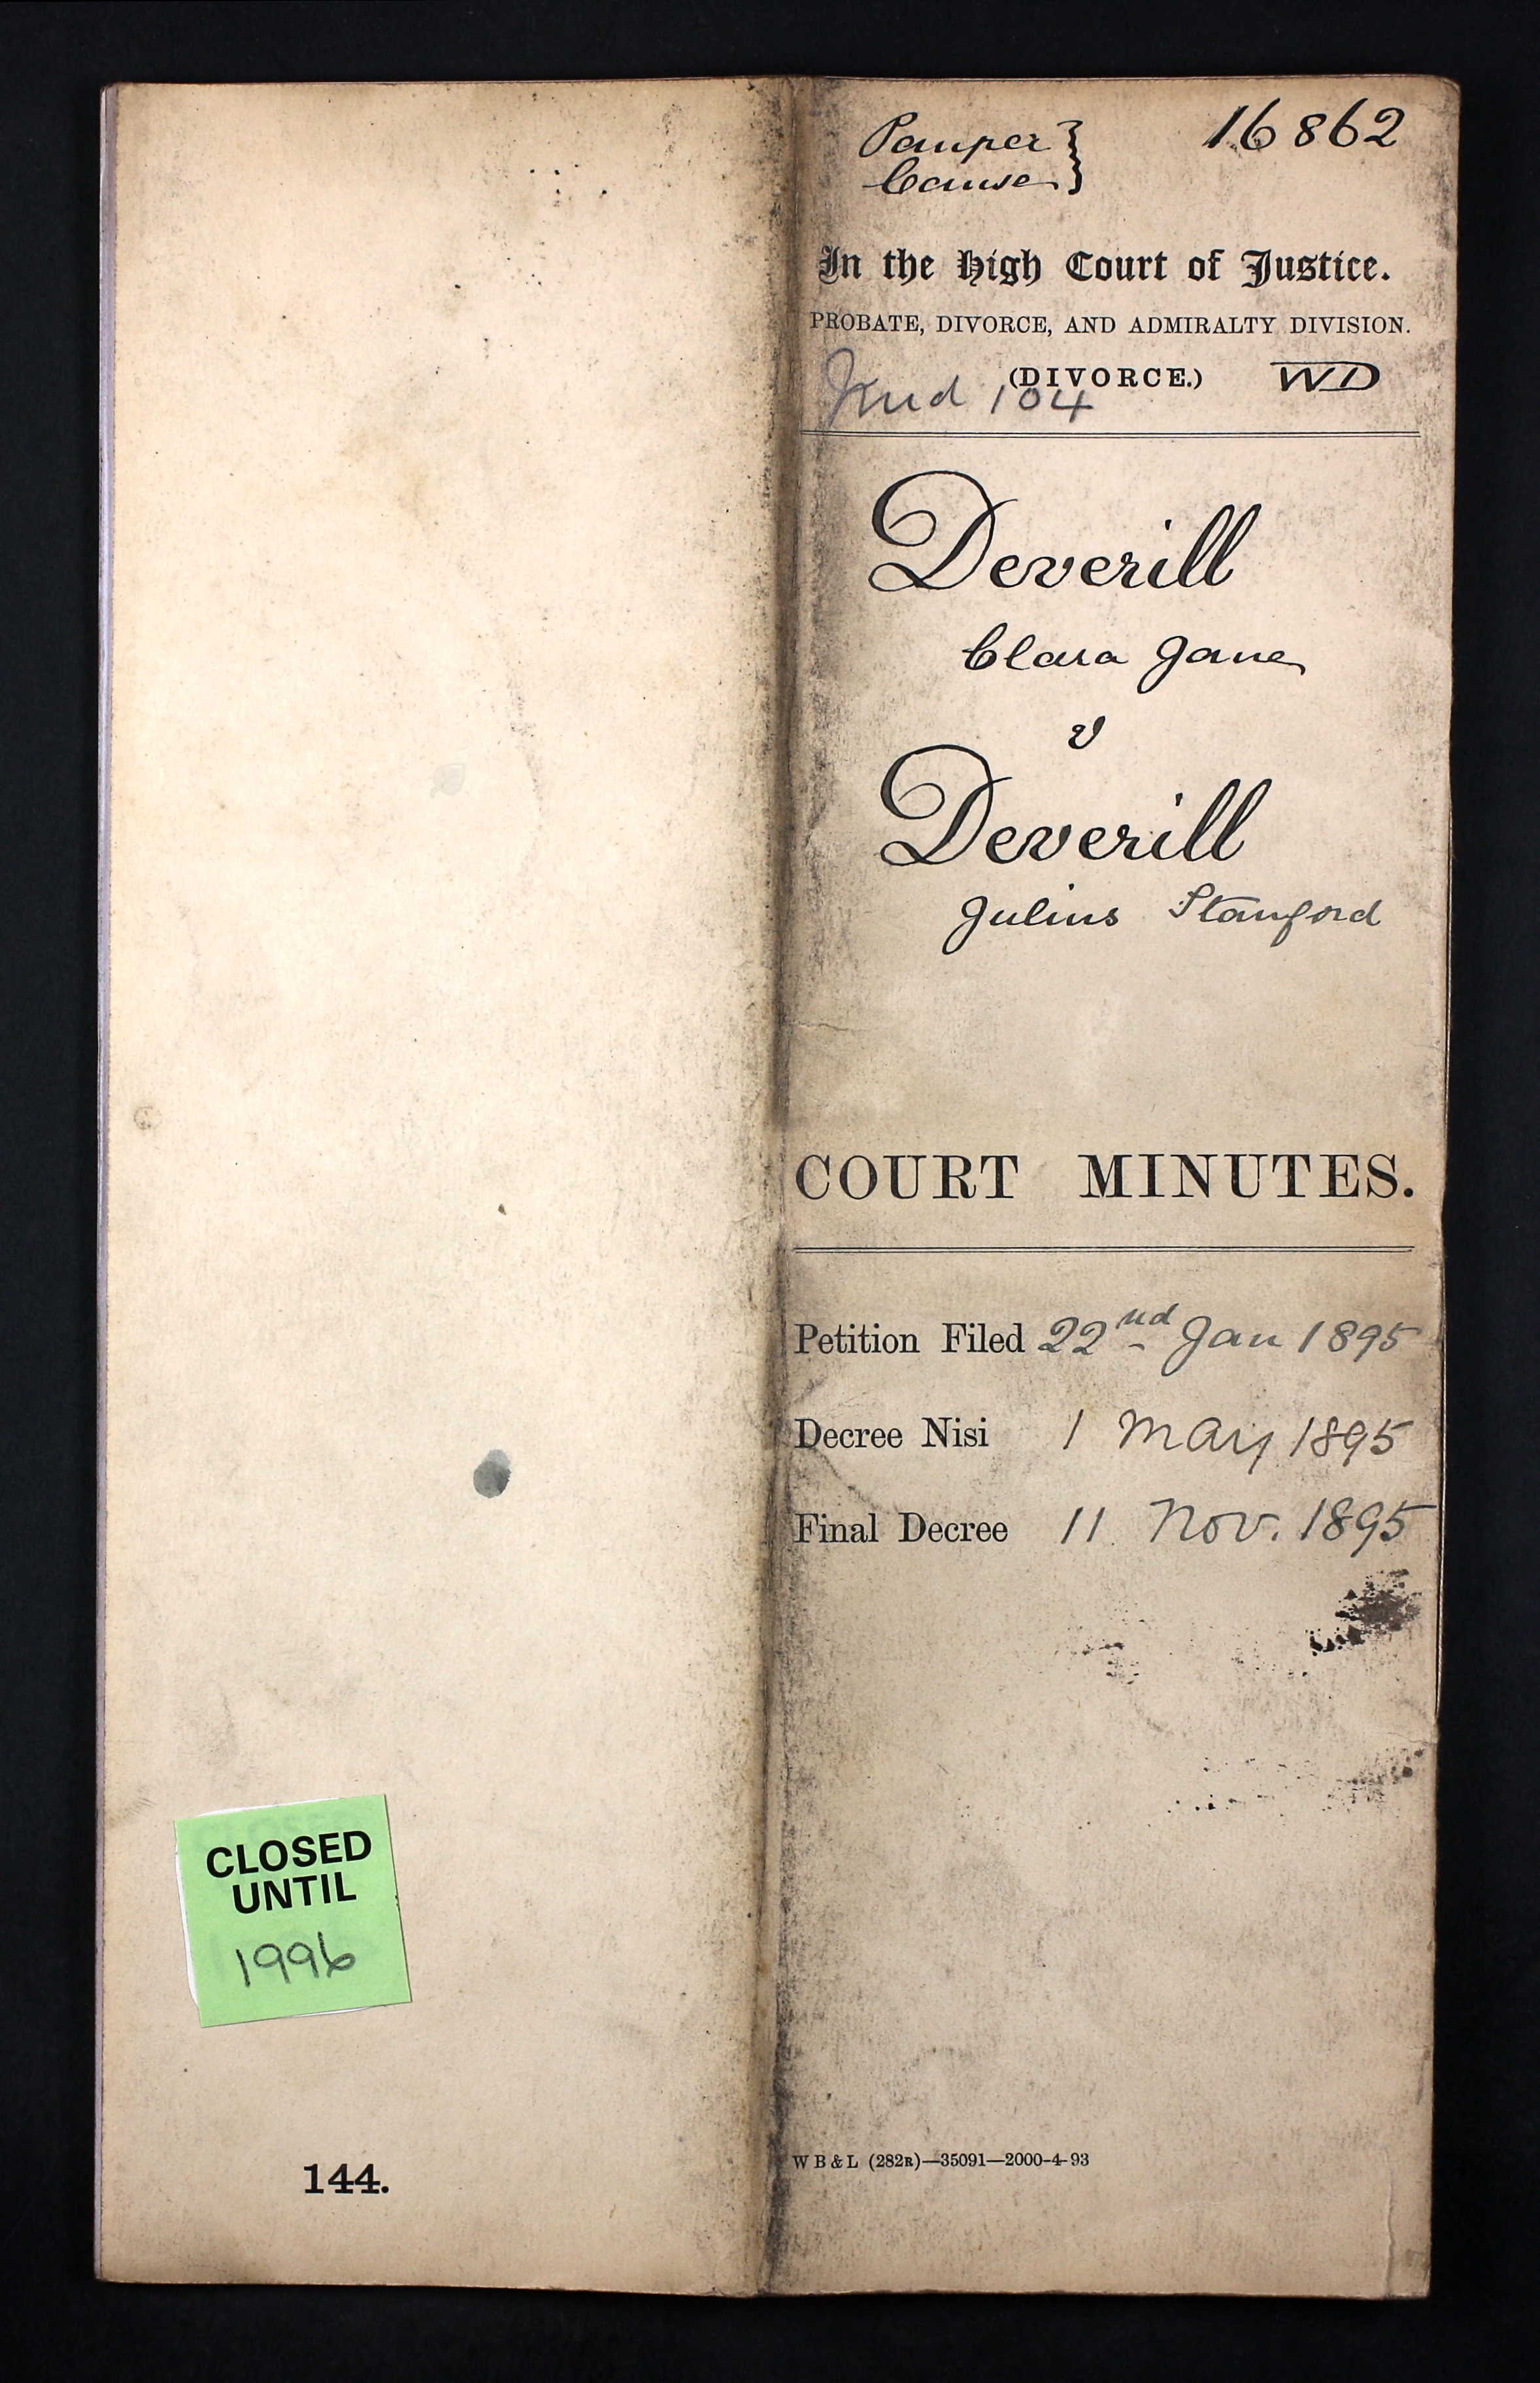 CLOSED
UNTIL
1996
144.
Pauper }
Cause }
16862
In the High Court of Justice.
PROBATE, DIVORCE, AND ADMIRALTY DIVISION.
(DIVORCE.) WD
104
Deverill
Clara Jane
v
Deverill
Julius Stanford
COURT MINUTES.
Petition Filed 22nd Jan 1895
Decree Nisi 1 May 1895
Final Decree 11 Nov. 1895
W B & L (282R)—35091—2000-4-93